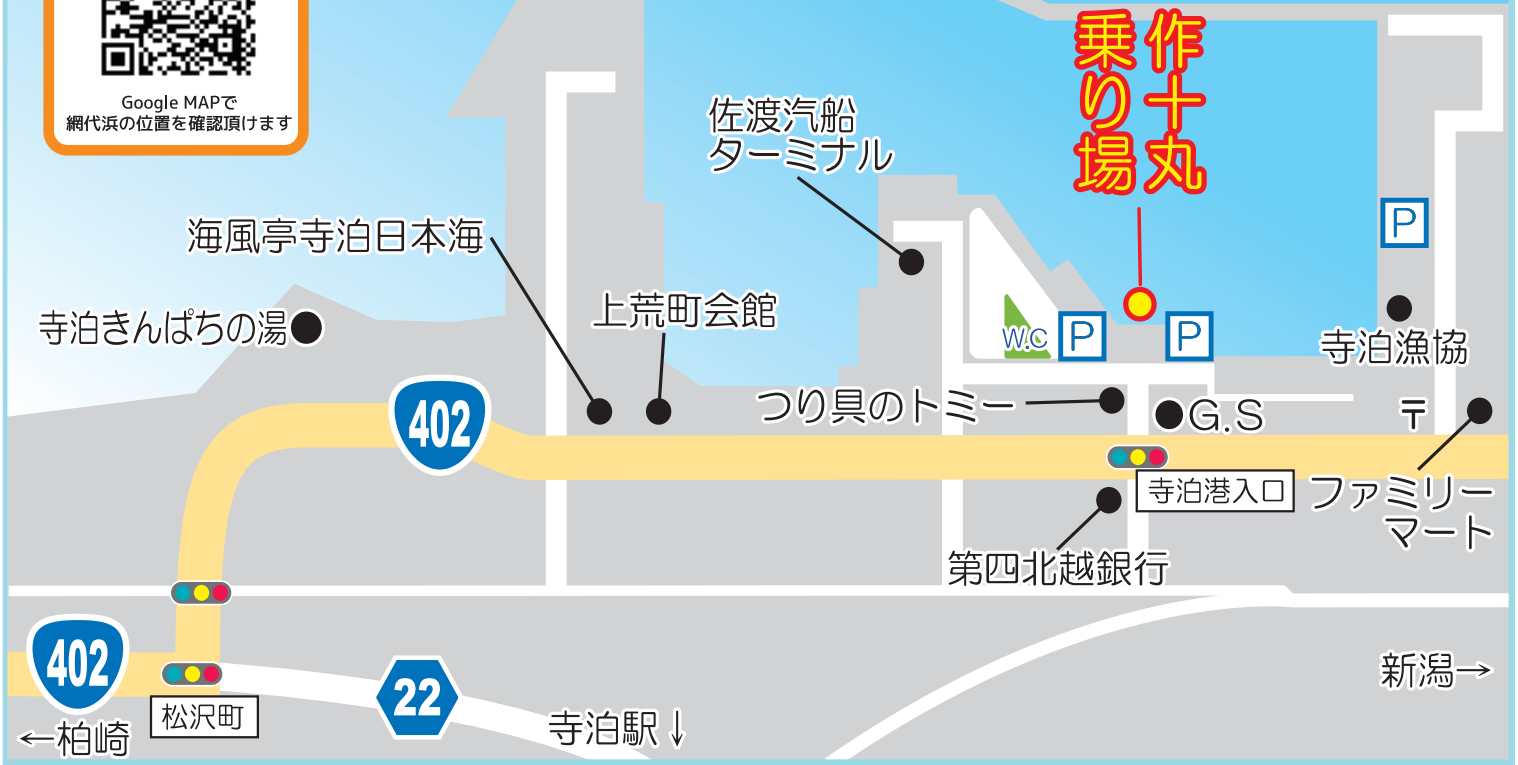 Google MAPで
網代浜の位置を確認頂けます
作十丸
乗り場
佐渡汽船
ターミナル
海風亭寺泊日本海
寺泊きんぱちの湯
上荒町会館
W.C
P
P
P
寺泊漁協
つり具のトミー
G.S
〒
402
寺泊港入口
ファミリー
マート
第四北越銀行
402
松沢町
22
←柏崎
寺泊駅↓
新潟→